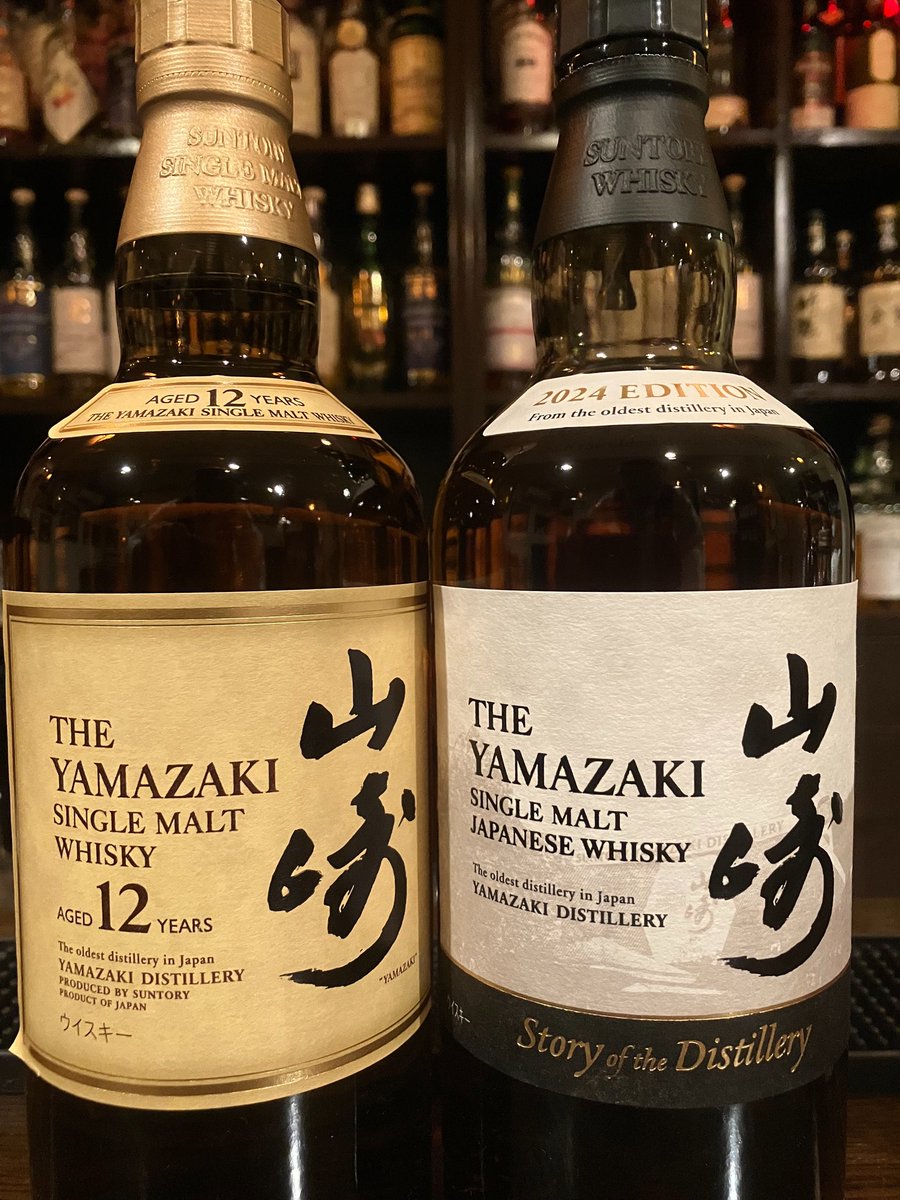 SUNTORY
SINGLE MALT
WHISKY
AGED 12 YEARS
THE YAMAZAKI SINGLE MALT WHISKY
THE
YAMAZAKI
SINGLE MALT
WHISKY
AGED 12 YEARS
The oldest distillery in Japan
YAMAZAKI DISTILLERY
PRODUCED BY SUNTORY
PRODUCT OF JAPAN
ウイスキー
山崎
"YAMAZAKI"
SUNTORY
WHISKY
2024 EDITION
From the oldest distillery in Japan
THE
YAMAZAKI
SINGLE MALT
JAPANESE WHISKY
The oldest distillery in Japan
YAMAZAKI DISTILLERY
山崎
Story of the Distillery